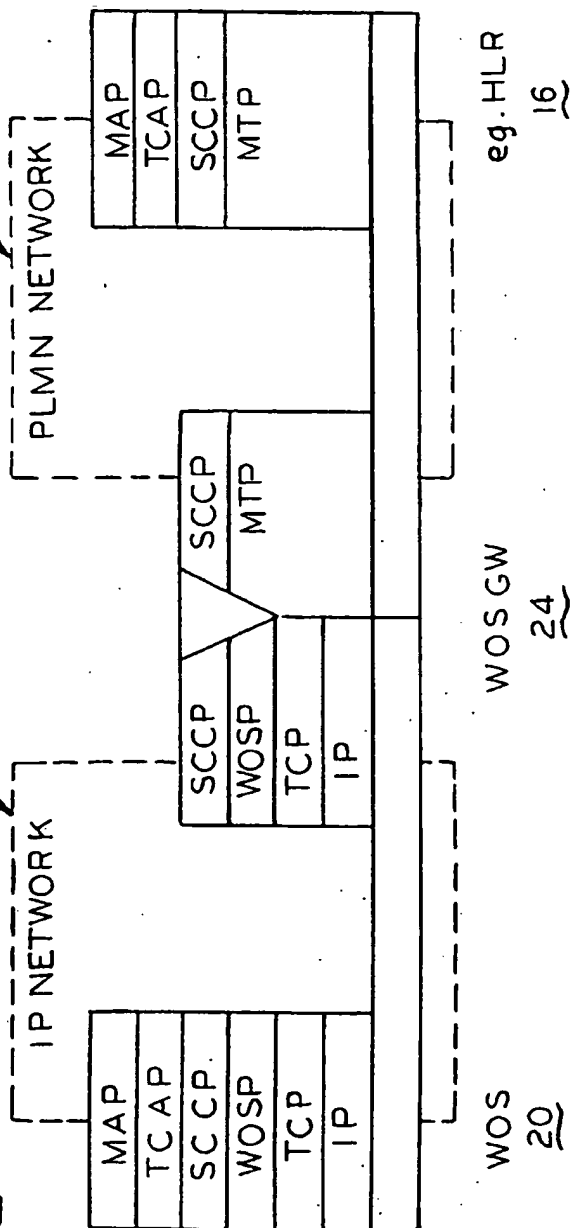 IP NETWORK
PLMN NETWORK
MAP
TCAP
SCCP
WOSP
TCP
IP
SCCP
WOSP
TCP
IP
SCCP
MTP
MAP
TCAP
SCCP
MTP
WOS
20
WOS GW
24
eg. HLR
16